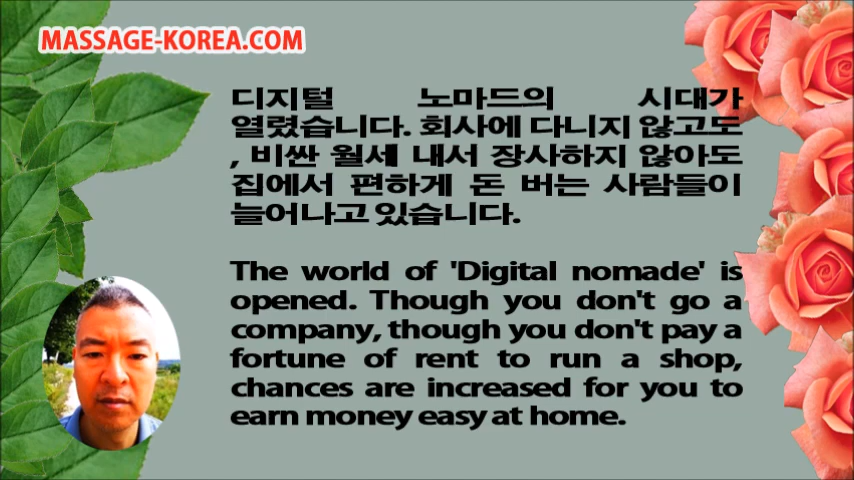 MASSAGE-KOREA.COM
디지털 노마드의 시대가
열렸습니다. 회사에 다니지 않고도
, 비싼 월세 내서 장사하지 않아도
집에서 편하게 돈 버는 사람들이
늘어나고 있습니다.
The world of 'Digital nomade' is
opened. Though you don't go a
company, though you don't pay a
fortune of rent to run a shop,
chances are increased for you to
earn money easy at home.